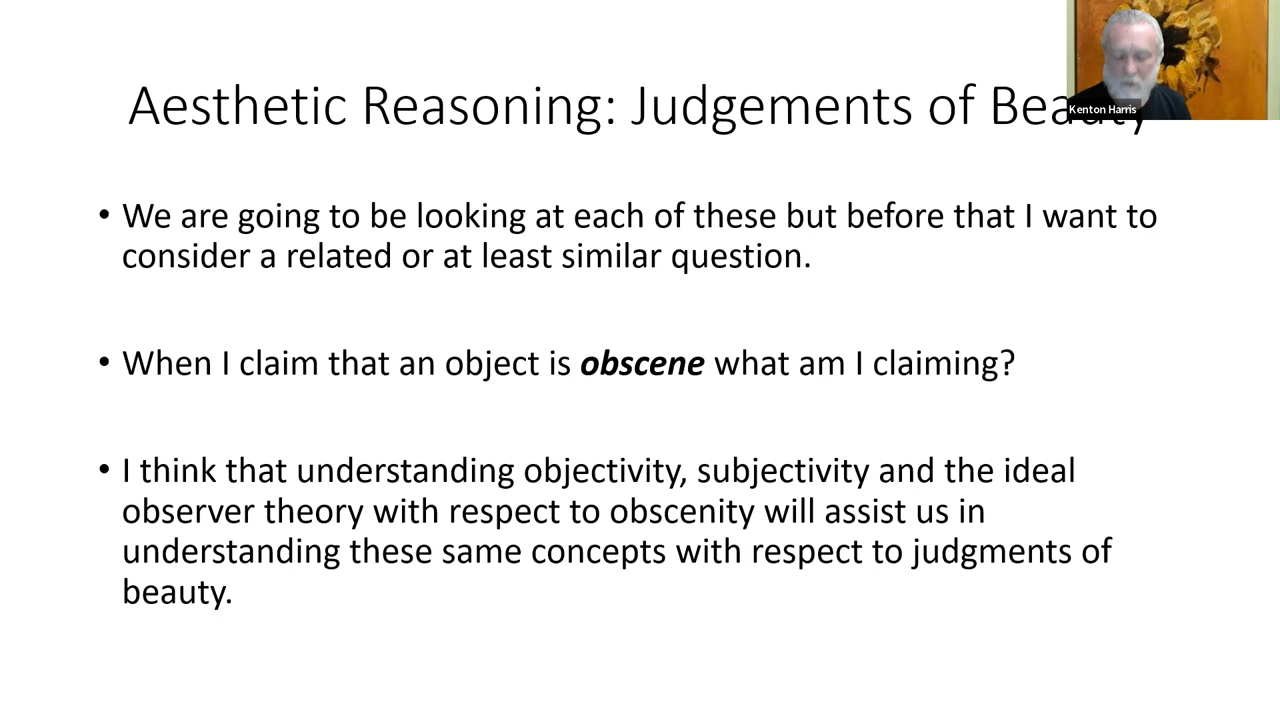 Aesthetic Reasoning: Judgements of Beauty
Kenton Harris
• We are going to be looking at each of these but before that I want to
consider a related or at least similar question.
• When I claim that an object is obscene what am I claiming?
• I think that understanding objectivity, subjectivity and the ideal
observer theory with respect to obscenity will assist us in
understanding these same concepts with respect to judgments of
beauty.